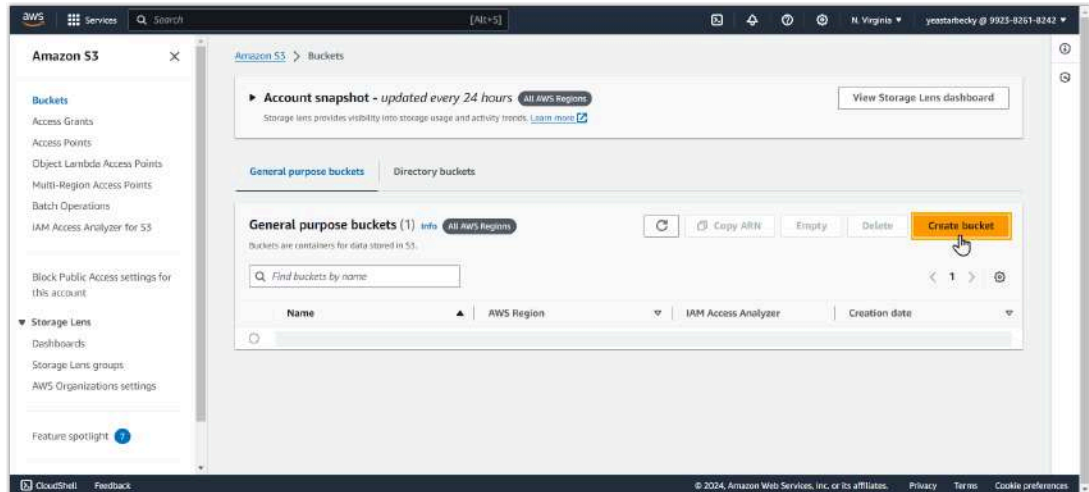 aws Services Search [Alt+S] N. Virginia yeastarbecky @ 9923-8261-8242
Amazon S3
Buckets
Access Grants
Access Points
Object Lambda Access Points
Multi-Region Access Points
Batch Operations
IAM Access Analyzer for S3
Block Public Access settings for
this account
Storage Lens
Dashboards
Storage Lens groups
AWS Organizations settings
Feature spotlight 7
Amazon S3 > Buckets
Account snapshot - updated every 24 hours All AWS Regions
View Storage Lens dashboard
Storage lens provides visibility into storage usage and activity trends. Learn more
General purpose buckets Directory buckets
General purpose buckets (1) Info All AWS Regions
Copy ARN Empty Delete Create bucket
Buckets are containers for data stored in S3.
Find buckets by name
1
Name AWS Region IAM Access Analyzer Creation date
CloudShell Feedback © 2024, Amazon Web Services, Inc. or its affiliates. Privacy Terms Cookie preferences